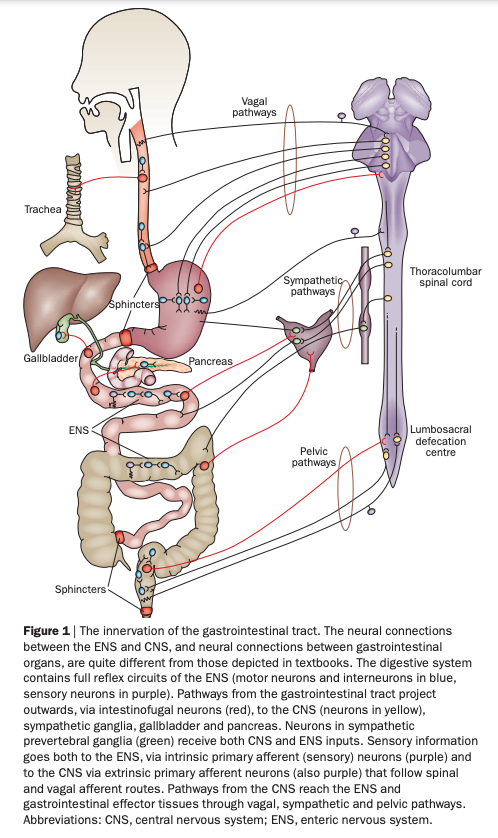 Vagal
pathways
Trachea
Sympathetic
pathways
Thoracolumbar
spinal cord
Sphincters
Gallbladder
Pancreas
ENS
Lumbosacral
defecation
centre
Pelvic
pathways
Sphincters
Figure 1 | The innervation of the gastrointestinal tract. The neural connections
between the ENS and CNS, and neural connections between gastrointestinal
organs, are quite different from those depicted in textbooks. The digestive system
contains full reflex circuits of the ENS (motor neurons and interneurons in blue,
sensory neurons in purple). Pathways from the gastrointestinal tract project
outwards, via intestinofugal neurons (red), to the CNS (neurons in yellow),
sympathetic ganglia, gallbladder and pancreas. Neurons in sympathetic
prevertebral ganglia (green) receive both CNS and ENS inputs. Sensory information
goes both to the ENS, via intrinsic primary afferent (sensory) neurons (purple) and
to the CNS via extrinsic primary afferent neurons (also purple) that follow spinal
and vagal afferent routes. Pathways from the CNS reach the ENS and
gastrointestinal effector tissues through vagal, sympathetic and pelvic pathways.
Abbreviations: CNS, central nervous system; ENS, enteric nervous system.